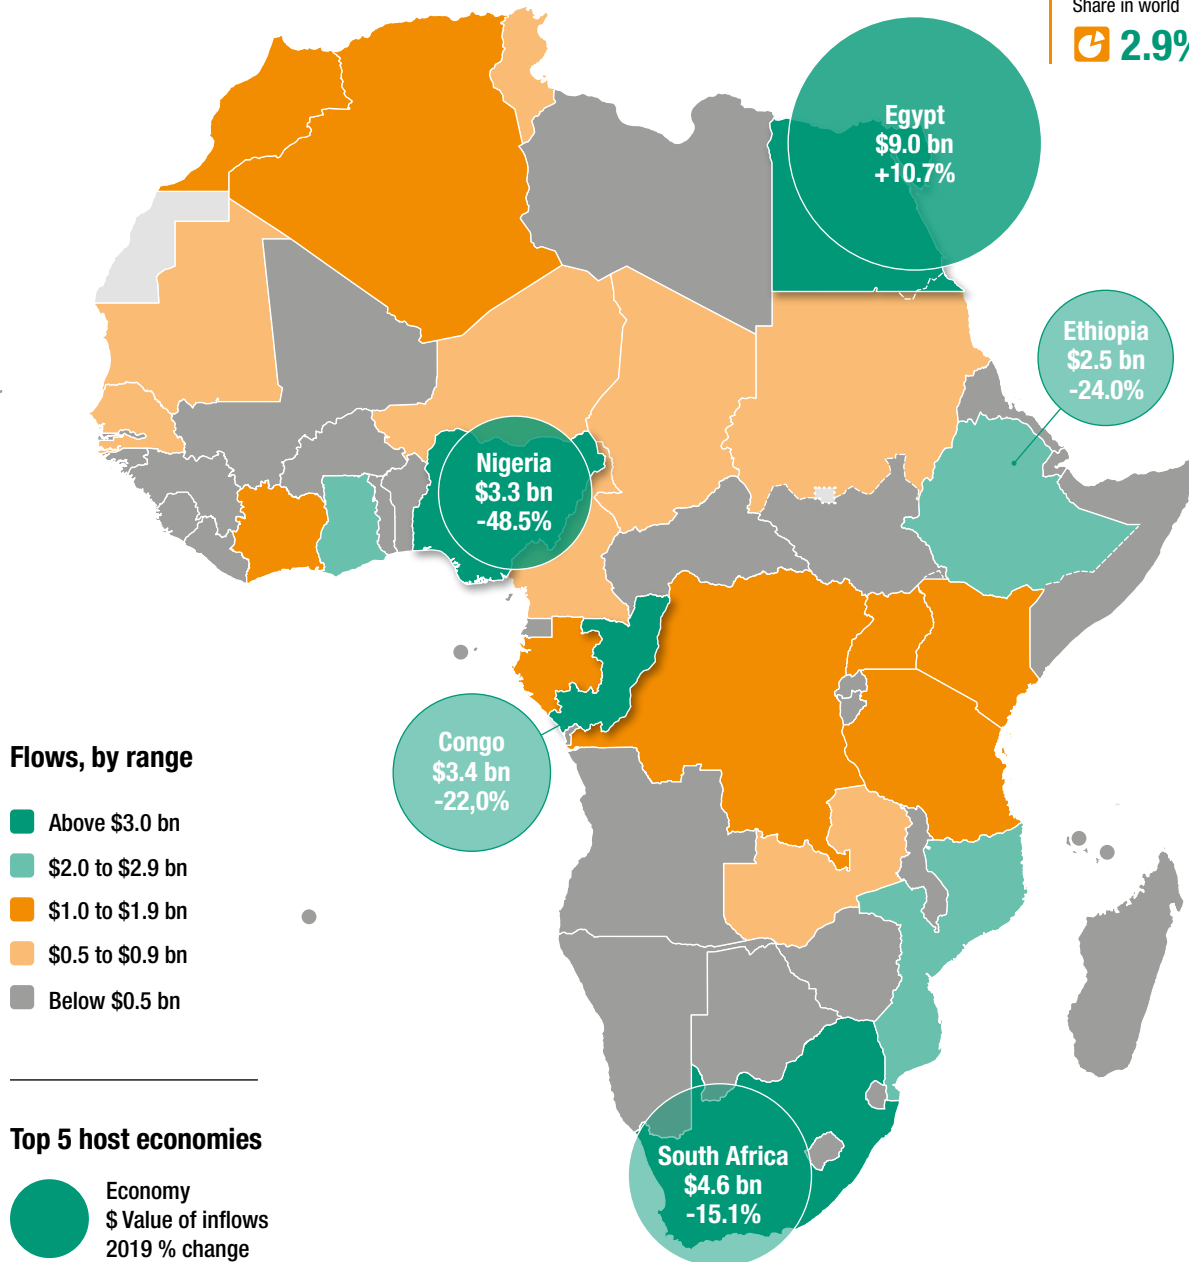 Share in world
2.9%
Egypt
$9.0 bn
+10.7%
Ethiopia
$2.5 bn
-24.0%
Nigeria
$3.3 bn
-48.5%
Congo
$3.4 bn
-22,0%
Flows, by range
Above $3.0 bn
$2.0 to $2.9 bn
$1.0 to $1.9 bn
$0.5 to $0.9 bn
Below $0.5 bn
Top 5 host economies
Economy
$ Value of inflows
2019 % change
South Africa
$4.6 bn
-15.1%